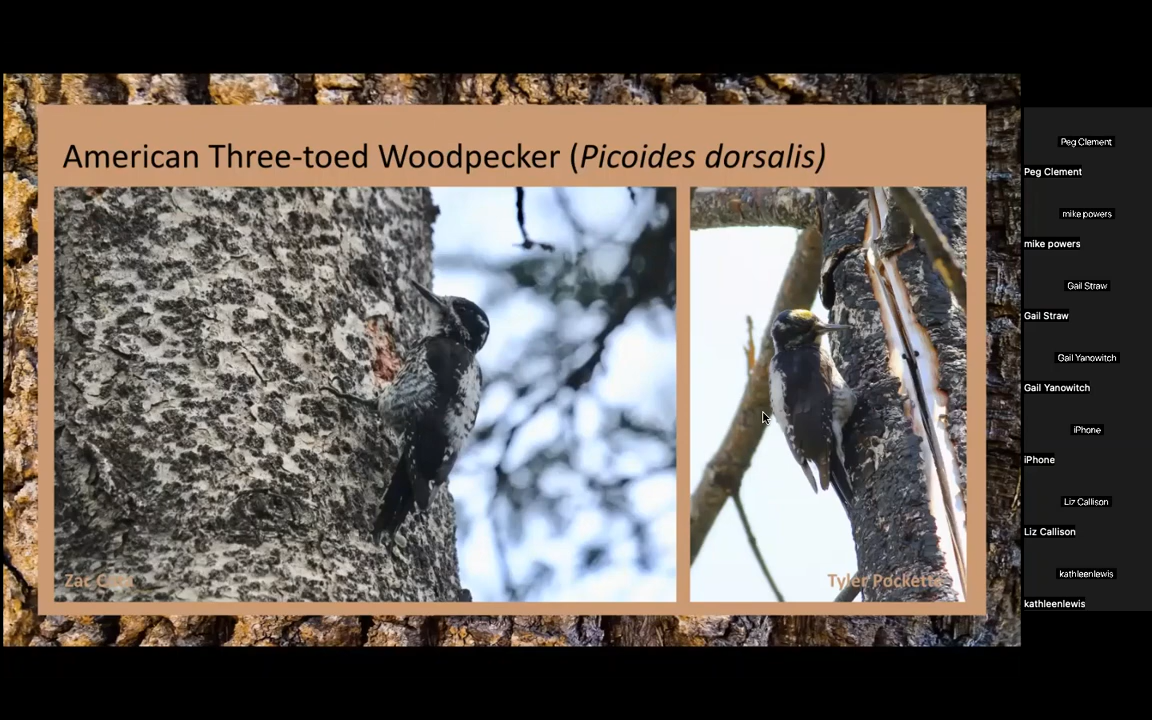 American Three-toed Woodpecker (Picoides dorsalis)
Zac
Tyler Pockette
Peg Clement
Peg Clement
mike powers
mike powers
Gail Straw
Gail Straw
Gail Yanowitch
Gail Yanowitch
iPhone
iPhone
Liz Callison
Liz Callison
kathleenlewis
kathleenlewis